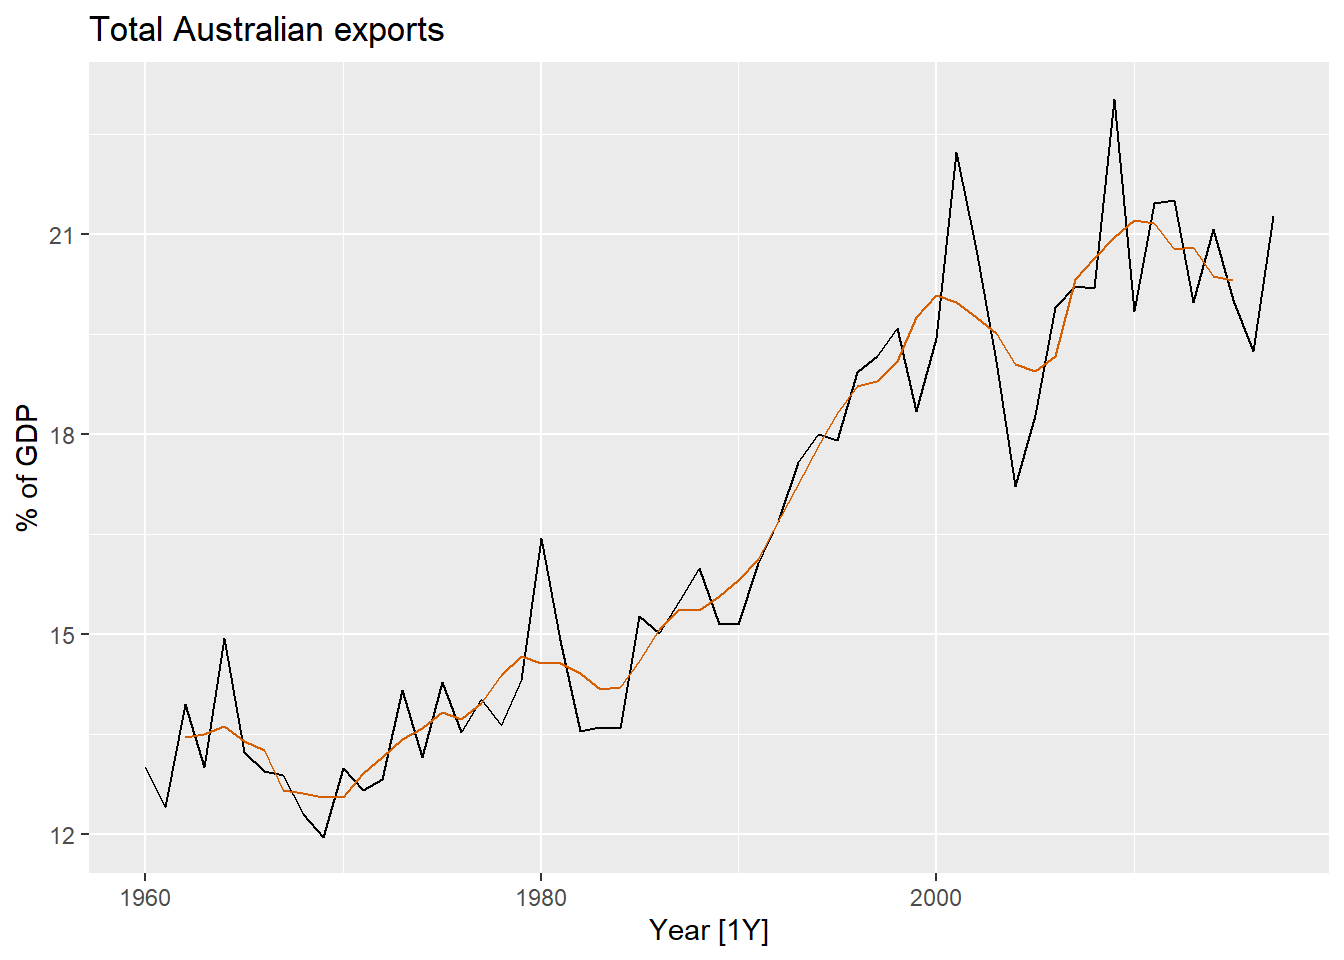 Total Australian exports
% of GDP
21
18
15
12
1960 1980 2000
Year [1Y]